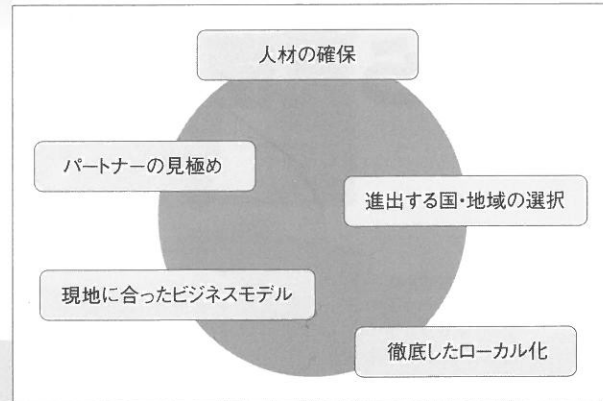 人材の確保
パートナーの見極め
進出する国・地域の選択
現地に合ったビジネスモデル
徹底したローカル化